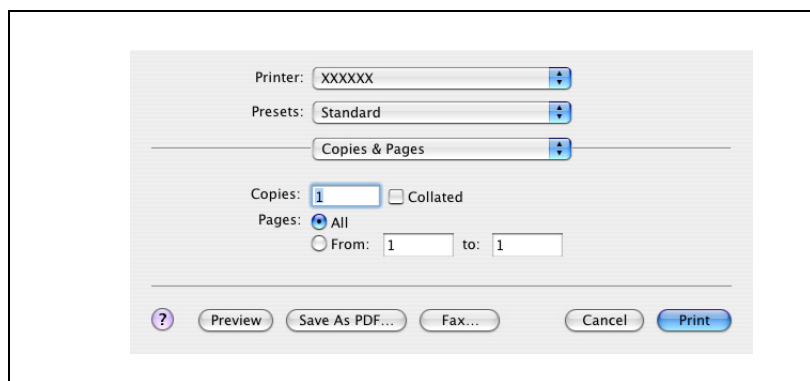 Printer: XXXXXX
Presets: Standard
Copies & Pages
Copies: 1 Collated
Pages: All
From: 1 to: 1
? Preview Save As PDF... Fax... Cancel Print